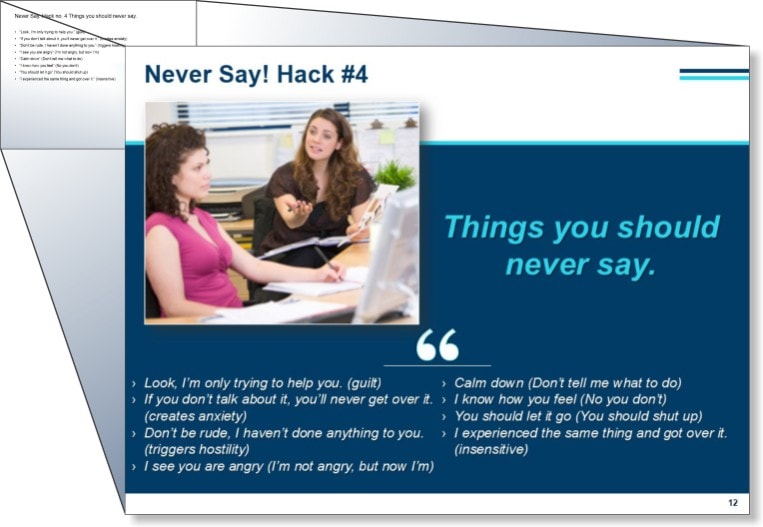 Never Say! Hack no. 4 Things you should never say.
"Look, I'm only trying to help you." (guilt)
"If you don't talk about it, you'll never get over it."
"Don't be rude, I haven't done anything to you." (triggers
"I see you are angry"
"Calm down" (Don't tell me what to do)
"I know how you feel" (No you don't)
"You should let it go" (You should shut up)
"I experienced the same thing and got over it." (insensitive)
Never Say! Hack #4
Things you should
never say.
“
› Look, I'm only trying to help you. (guilt)
› If you don't talk about it, you'll never get over it.
(creates anxiety)
› Don't be rude, I haven't done anything to you.
(triggers hostility)
› I see you are angry (I'm not angry, but now I'm)
› Calm down (Don't tell me what to do)
› I know how you feel (No you don't)
› You should let it go (You should shut up)
› I experienced the same thing and got over it.
(insensitive)
12